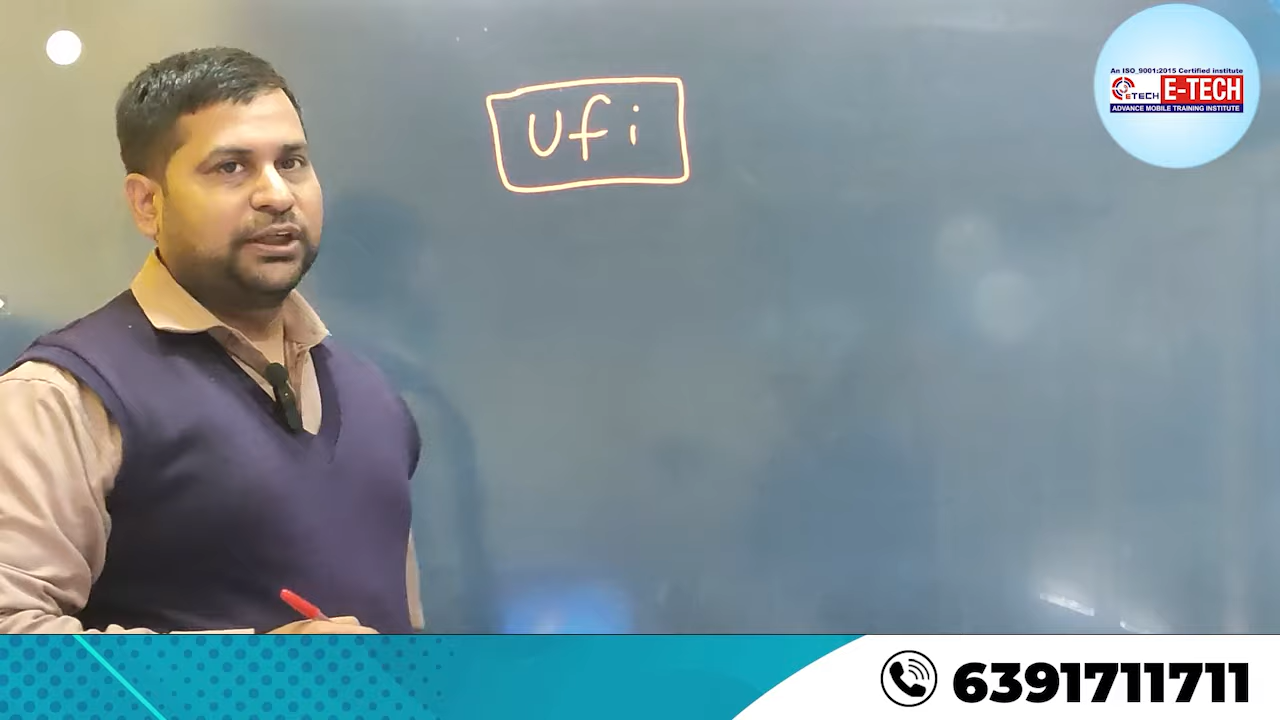 Ufi
An ISO_9001:2015 Certified institute
ETECH E-TECH
ADVANCE MOBILE TRAINING INSTITUTE
6391711711